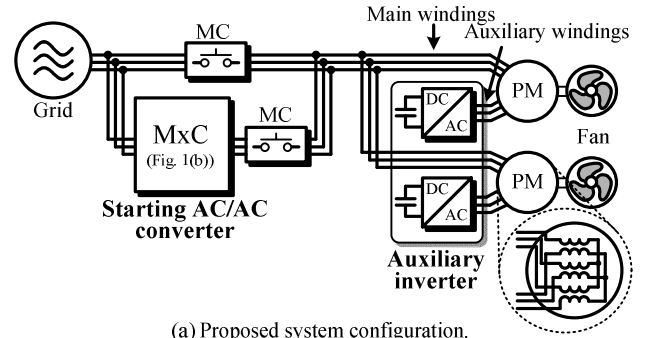 Main windings
MC
Auxiliary windings
Grid
DC
AC
PM
MxC
(Fig. 1(b))
MC
Fan
Starting AC/AC
converter
DC
AC
PM
Auxiliary
inverter
(a) Proposed system configuration.